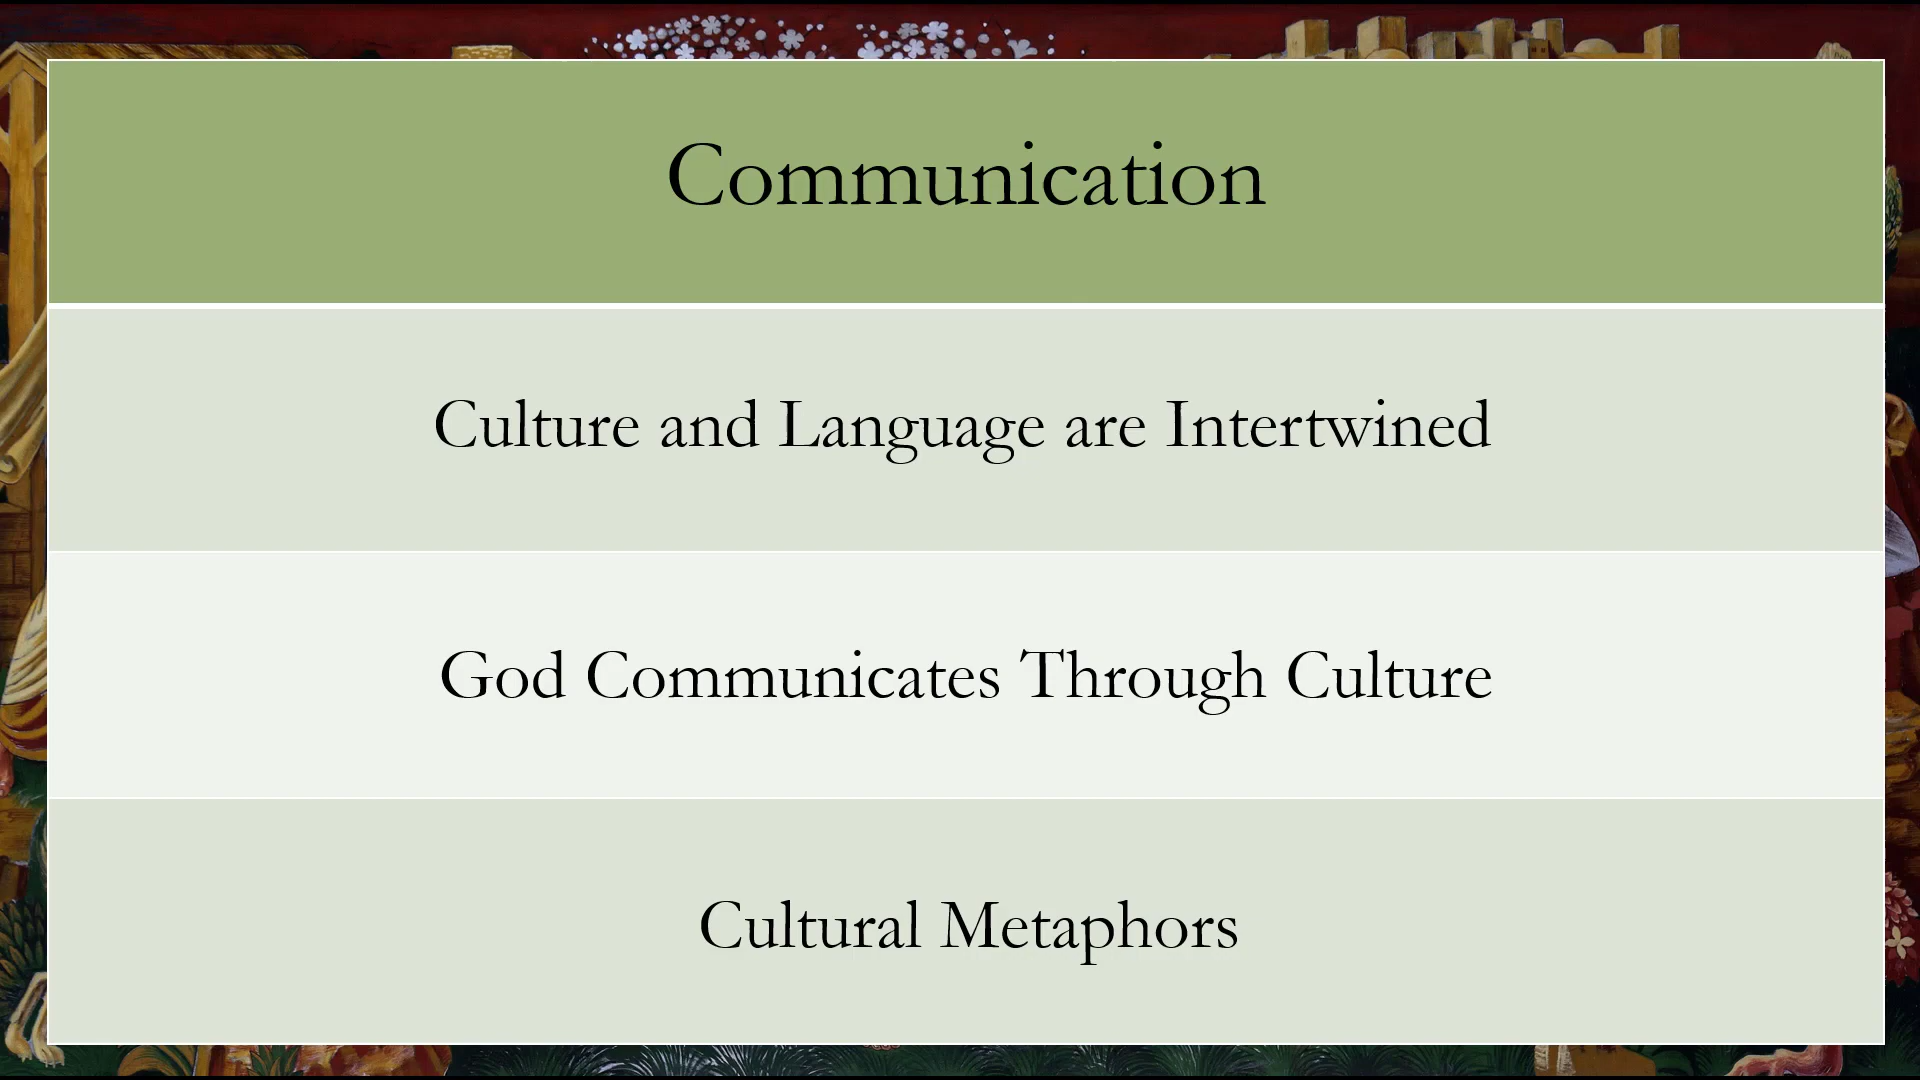 Communication
Culture and Language are Intertwined
God Communicates Through Culture
Cultural Metaphors